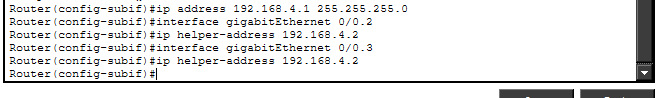 Router(config-subif)#ip address 192.168.4.1 255.255.255.0
Router(config-subif)#interface gigabitEthernet 0/0.2
Router(config-subif)#ip helper-address 192.168.4.2
Router(config-subif)#interface gigabitEthernet 0/0.3
Router(config-subif)#ip helper-address 192.168.4.2
Router(config-subif)#